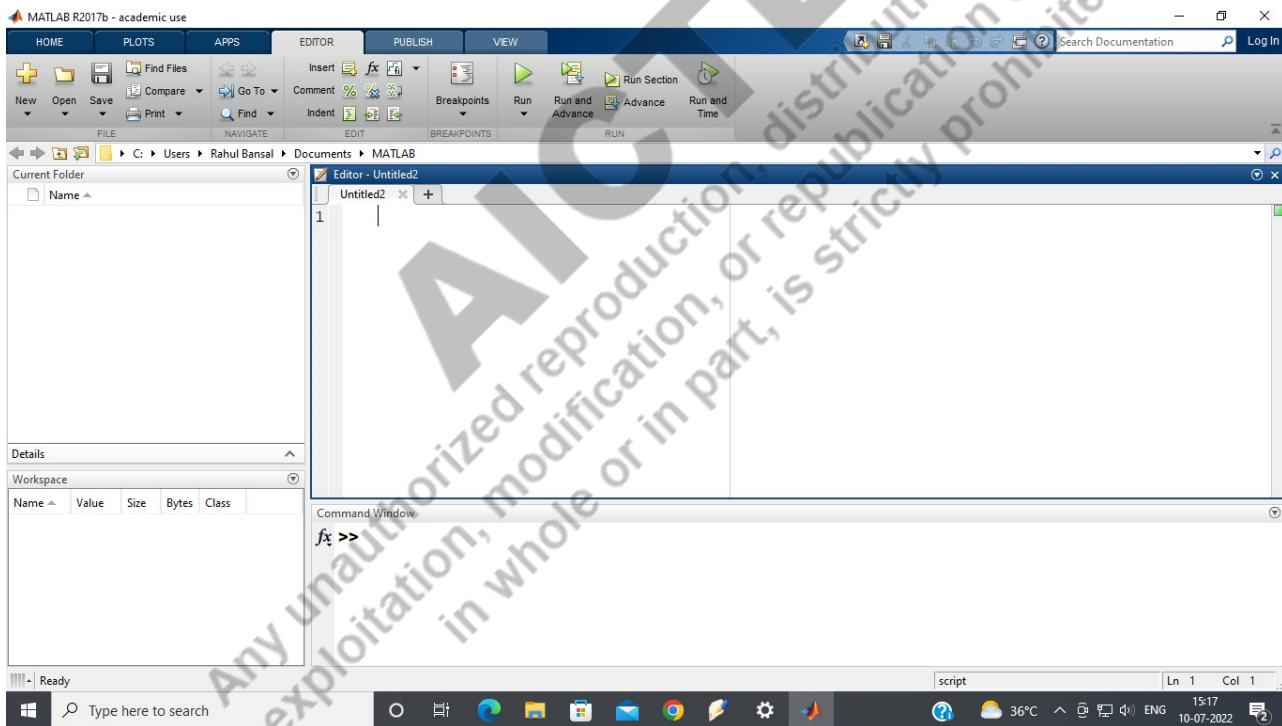 MATLAB R2017b - academic use
HOME PLOTS APPS EDITOR PUBLISH VIEW
Search Documentation Log In
New Open Save
Find Files
Compare
Print
FILE
Go To
Find
NAVIGATE
Insert fx
Comment
Indent
EDIT
Breakpoints
BREAKPOINTS
Run
Run and Advance
Run Section
Advance
Run and Time
RUN
C: Users Rahul Bansal Documents MATLAB
Current Folder
Name
Details
Workspace
Name Value Size Bytes Class
Editor - Untitled2
Untitled2 +
1
Command Window
fx >>
Ready
script Ln 1 Col 1
Type here to search
36°C ENG 15:17
10-07-2022
AICTE
Any unauthorized reproduction, distribution
exploitation, modification, or republication
in whole or in part, is strictly prohibite